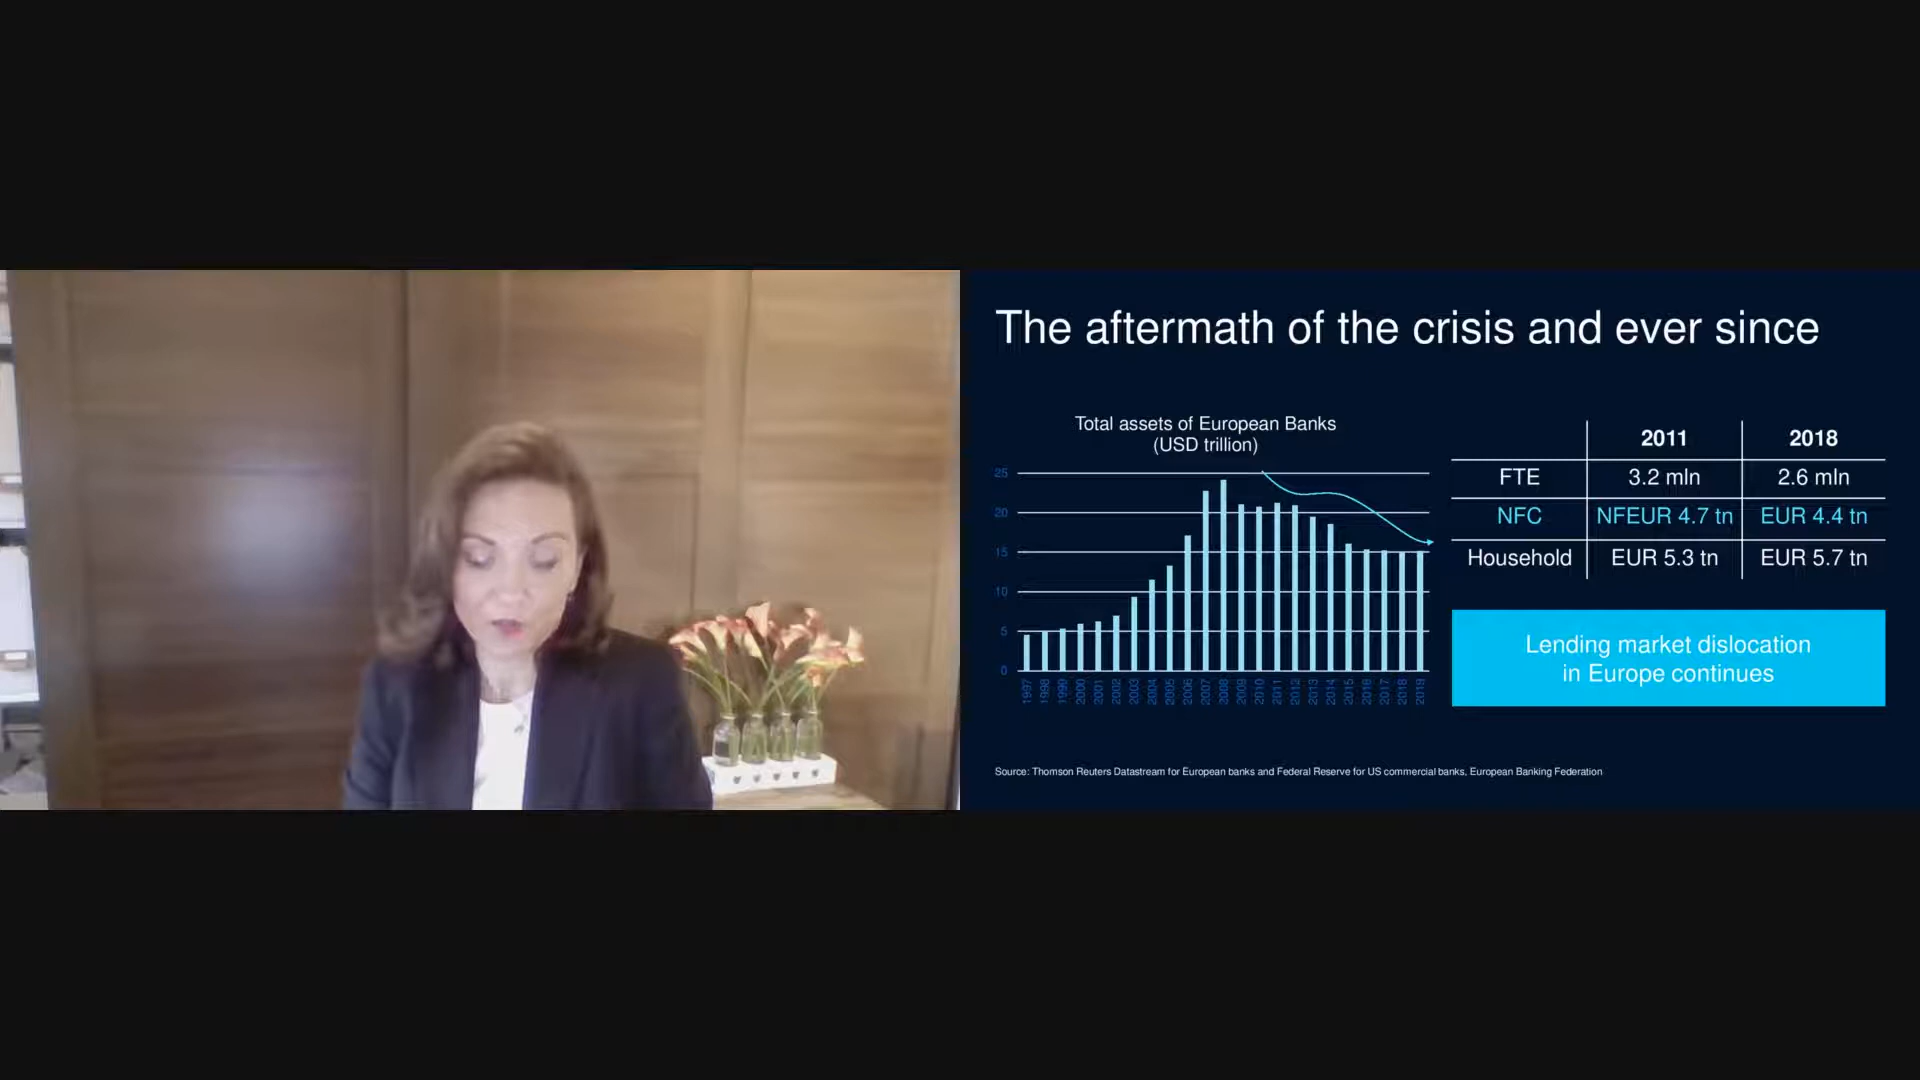 The aftermath of the crisis and ever since
Total assets of European Banks
(USD trillion)
25
20
15
10
5
0
1997 1998 1999 2000 2001 2002 2003 2004 2005 2006 2007 2008 2009 2010 2011 2012 2013 2014 2015 2016 2017 2018 2019
2011 2018
FTE 3.2 mln 2.6 mln
NFC NFEUR 4.7 tn EUR 4.4 tn
Household EUR 5.3 tn EUR 5.7 tn
Lending market dislocation
in Europe continues
Source: Thomson Reuters Datastream for European banks and Federal Reserve for US commercial banks, European Banking Federation